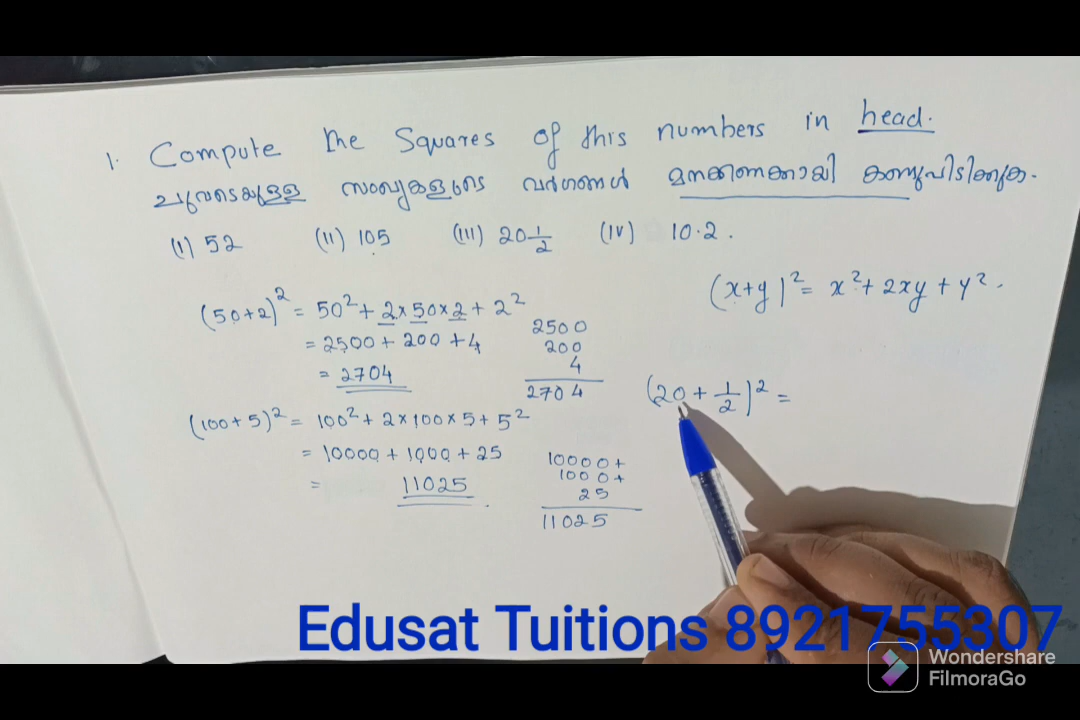 1. Compute the Squares of this numbers in head.
ചുവടെയുള്ള സംഖ്യകളുടെ വർഗങ്ങൾ മനക്കണക്കായി കണ്ടുപിടിക്കുക.
(I) 52 (II) 105 (III) 20 1/2 (IV) 10.2.
(x+y)² = x² + 2xy + y².
(50+2)² = 50² + 2×50×2 + 2²
= 2500 + 200 + 4
= 2704
2500
200
4
2704
(100+5)² = 100² + 2×100×5 + 5²
= 10000 + 1000 + 25
= 11025
10000+
1000+
25
11025
(20 + 1/2)² =
Edusat Tuitions 8921755307
Wondershare
FilmoraGo